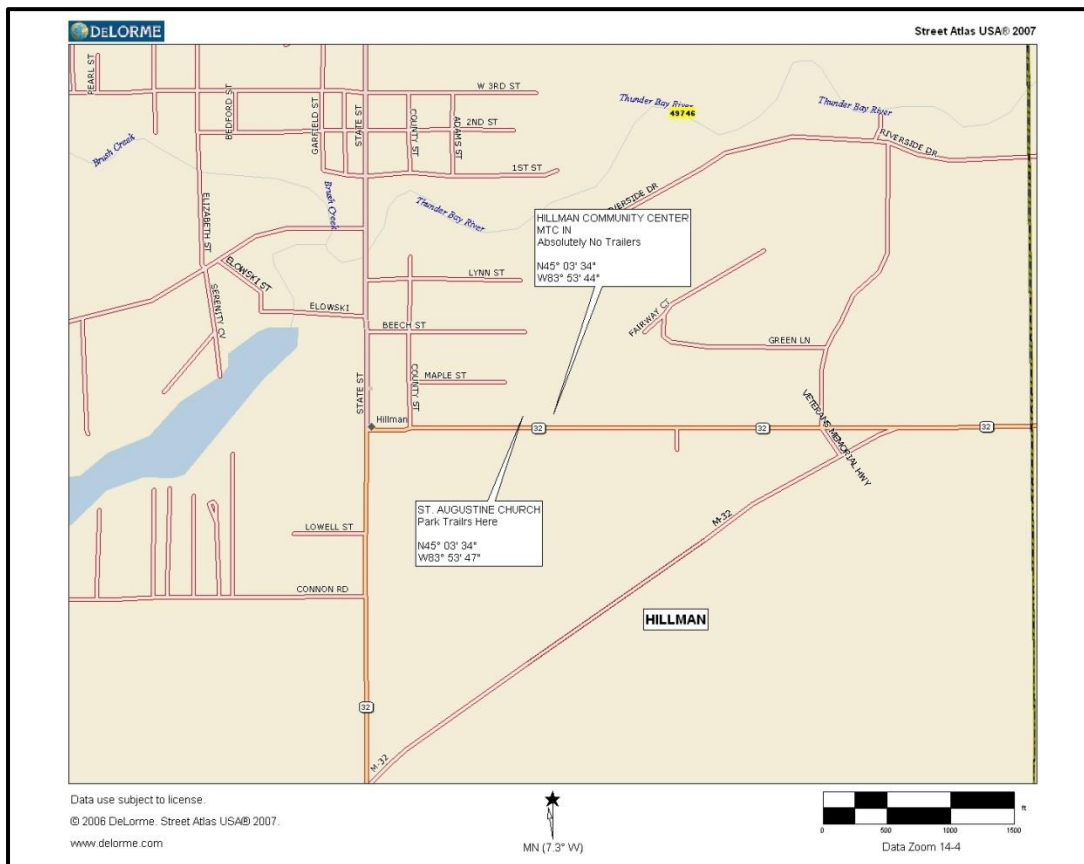 DELORME
Street Atlas USA® 2007
PEARL ST
W 3RD ST
Thunder Bay River
49746
Thunder Bay River
BEDFORD ST
GARFIELD ST
STATE ST
COUNTY ST
ADAMS ST
2ND ST
RIVERSIDE DR
Brush Creek
1ST ST
Brush Creek
ELIZABETH ST
Thunder Bay River
VERSIDE DR
HILLMAN COMMUNITY CENTER
MTC IN
Absolutely No Trailers
N45° 03' 34"
W83° 53' 44"
ELOWSKI ST
SERENITY CV
LYNN ST
ELOWSKI
FAIRWAY CT
BEECH ST
GREEN LN
MAPLE ST
STATE ST
COUNTY ST
Hillman
32
32
32
VETERANS MEMORIAL HWY
ST. AUGUSTINE CHURCH
Park Trailrs Here
N45° 03' 34"
W83° 53' 47"
M-32
LOWELL ST
CONNON RD
HILLMAN
32
M-32
Data use subject to license.
© 2006 DeLorme. Street Atlas USA® 2007.
www.delorme.com
MN (7.3° W)
ft
0 500 1000 1500
Data Zoom 14-4